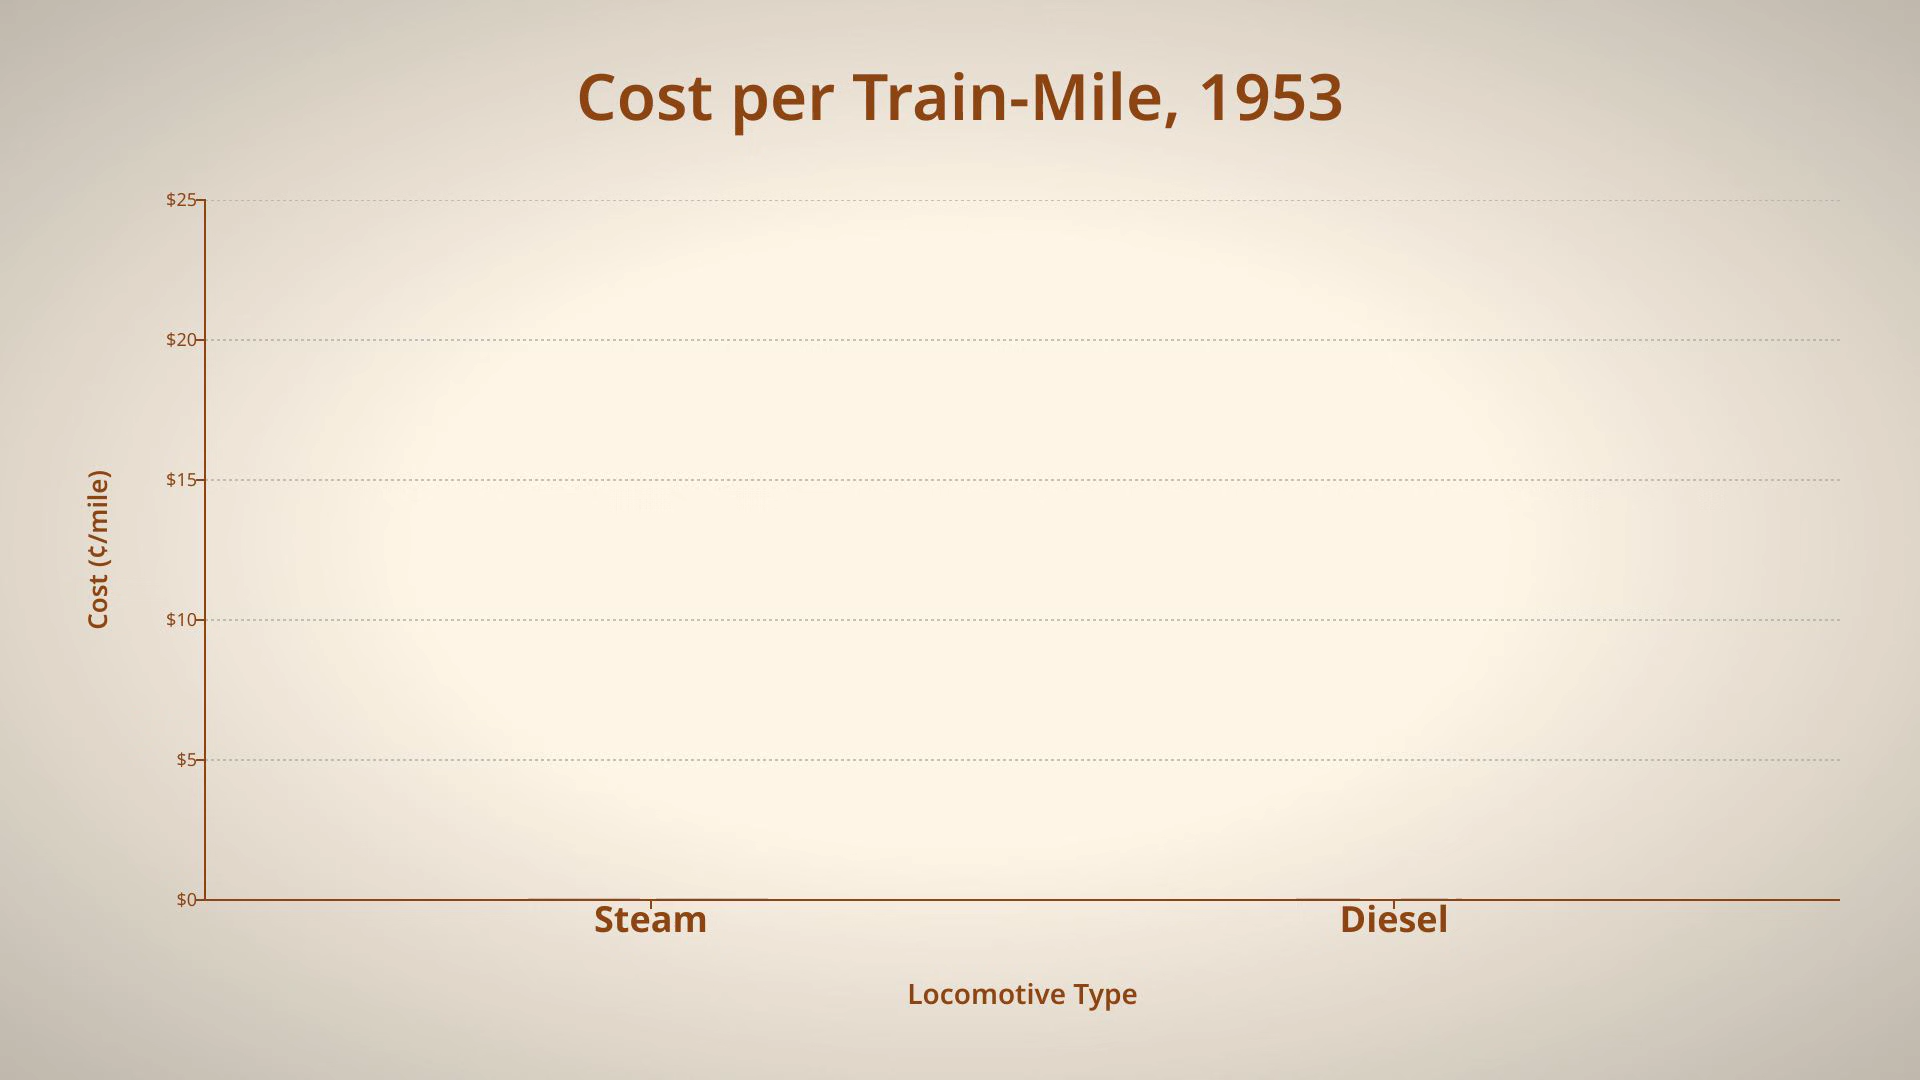 Cost per Train-Mile, 1953
$25
$20
$15
$10
$5
$0
Cost (¢/mile)
Steam
Diesel
Locomotive Type